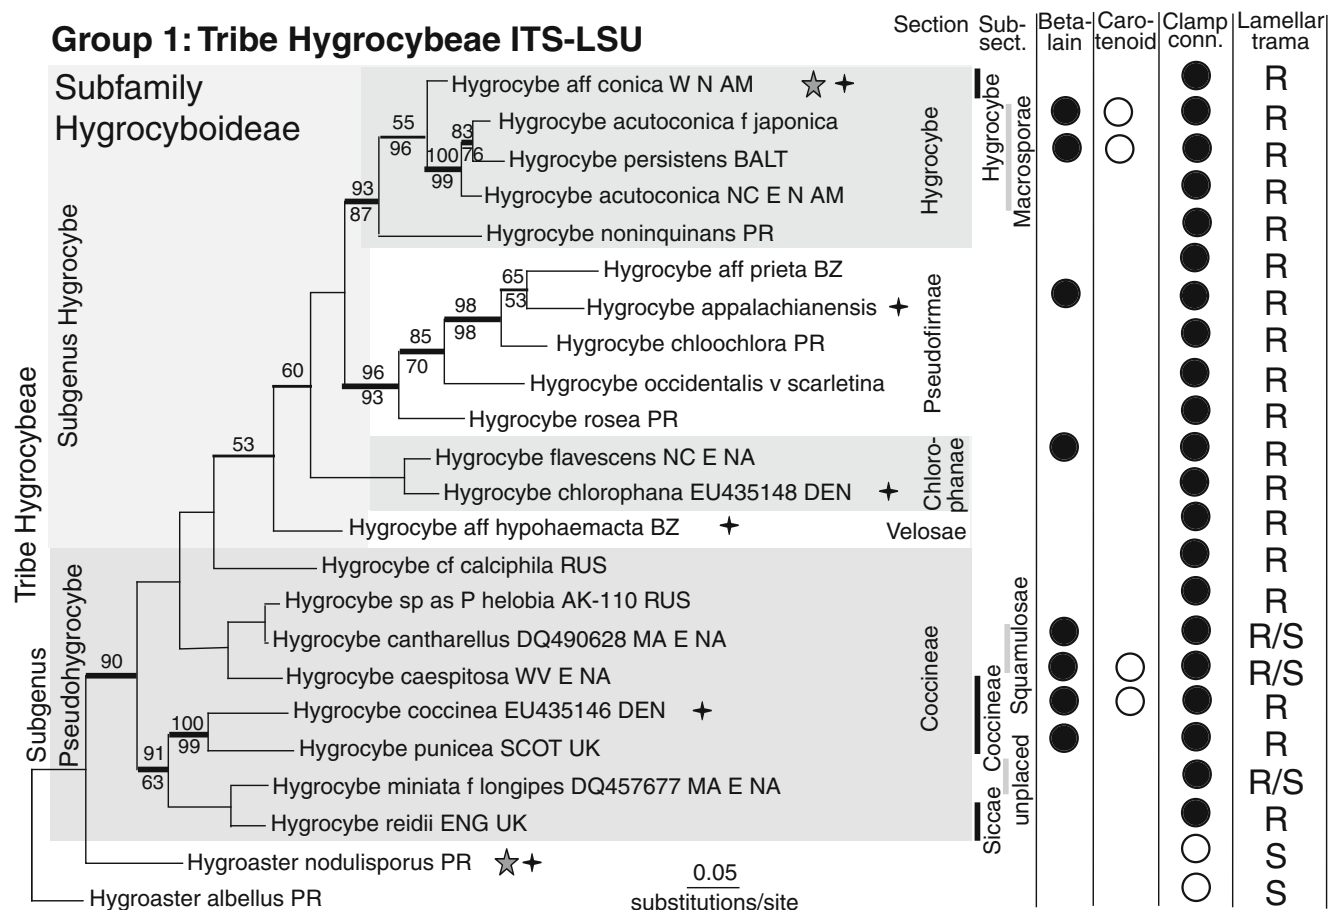 Group 1: Tribe Hygrocybeae ITS-LSU
Section
Sub-
sect.
Beta-
lain
Caro-
tenoid
Clamp
conn.
Lamellar
trama
Subfamily
Hygrocyboideae
Tribe Hygrocybeae
Subgenus Hygrocybe
Subgenus
Pseudohygrocybe
Hygrocybe aff conica W N AM
R
Hygrocybe acutoconica f japonica
R
Hygrocybe persistens BALT
R
Hygrocybe acutoconica NC E N AM
R
Hygrocybe noninquinans PR
R
Hygrocybe aff prieta BZ
R
Hygrocybe appalachianensis
R
Hygrocybe chloochlora PR
R
Hygrocybe occidentalis v scarletina
R
Hygrocybe rosea PR
R
Hygrocybe flavescens NC E NA
R
Hygrocybe chlorophana EU435148 DEN
R
Hygrocybe aff hypohaemacta BZ
R
Hygrocybe cf calciphila RUS
R
Hygrocybe sp as P helobia AK-110 RUS
R
Hygrocybe cantharellus DQ490628 MA E NA
R/S
Hygrocybe caespitosa WV E NA
R/S
Hygrocybe coccinea EU435146 DEN
R
Hygrocybe punicea SCOT UK
R
Hygrocybe miniata f longipes DQ457677 MA E NA
R/S
Hygrocybe reidii ENG UK
R
Hygroaster nodulisporus PR
S
Hygroaster albellus PR
S
55
96
83
76
100
99
93
87
65
53
98
98
85
70
96
93
60
53
90
100
99
91
63
Hygrocybe
Pseudofirmae
Chloro-
phanae
Velosae
Coccineae
Hygrocybe
Macrosporae
Squamulosae
Coccineae
unplaced
Siccae
0.05
substitutions/site